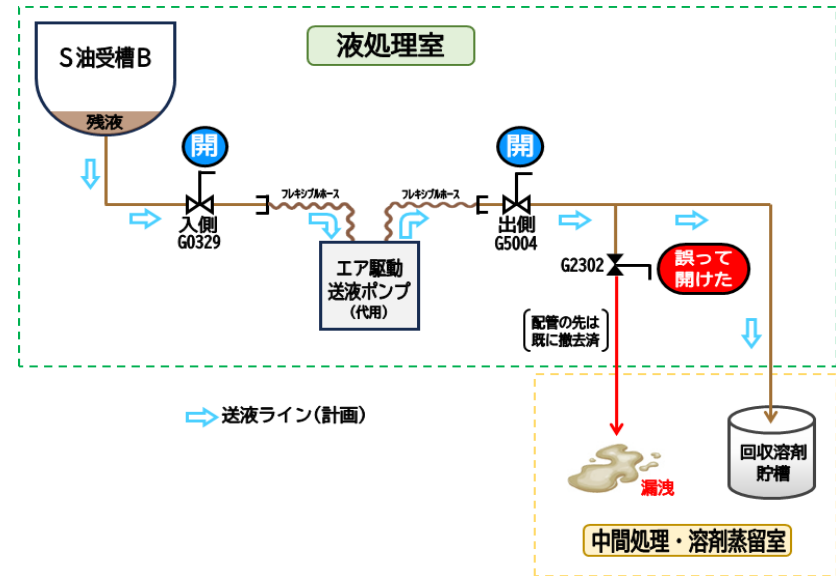 液処理室
S油受槽B
残液
開
開
フレキシブルホース
フレキシブルホース
入側
G0329
出側
G5004
エア駆動
送液ポンプ
(代用)
G2302
誤って
開けた
配管の先は
既に撤去済
送液ライン(計画)
漏洩
回収溶剤
貯槽
中間処理・溶剤蒸留室